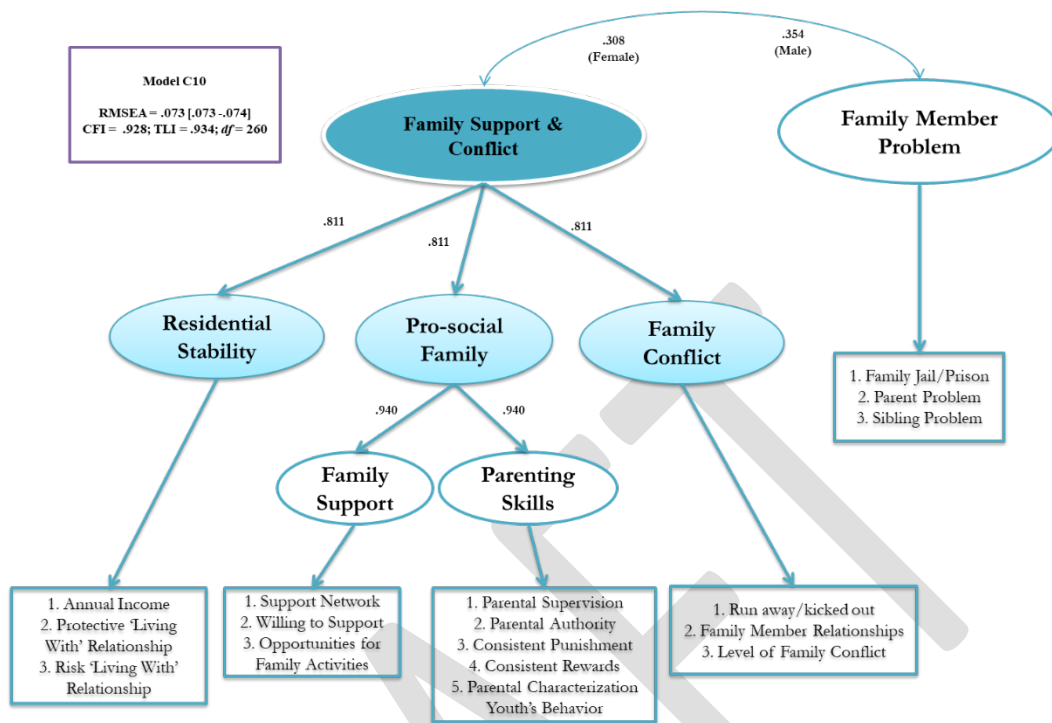 .308
(Female)
.354
(Male)
Model C10
RMSEA = .073 [.073 -.074]
CFI = .928; TLI = .934; df = 260
Family Support &
Conflict
Family Member
Problem
.811
.811
.811
Residential
Stability
Pro-social
Family
Family
Conflict
1. Family Jail/Prison
2. Parent Problem
3. Sibling Problem
.940
.940
Family
Support
Parenting
Skills
1. Annual Income
2. Protective ‘Living
With’ Relationship
3. Risk ‘Living With’
Relationship
1. Support Network
2. Willing to Support
3. Opportunities for
Family Activities
1. Parental Supervision
2. Parental Authority
3. Consistent Punishment
4. Consistent Rewards
5. Parental Characterization
Youth’s Behavior
1. Run away/kicked out
2. Family Member Relationships
3. Level of Family Conflict